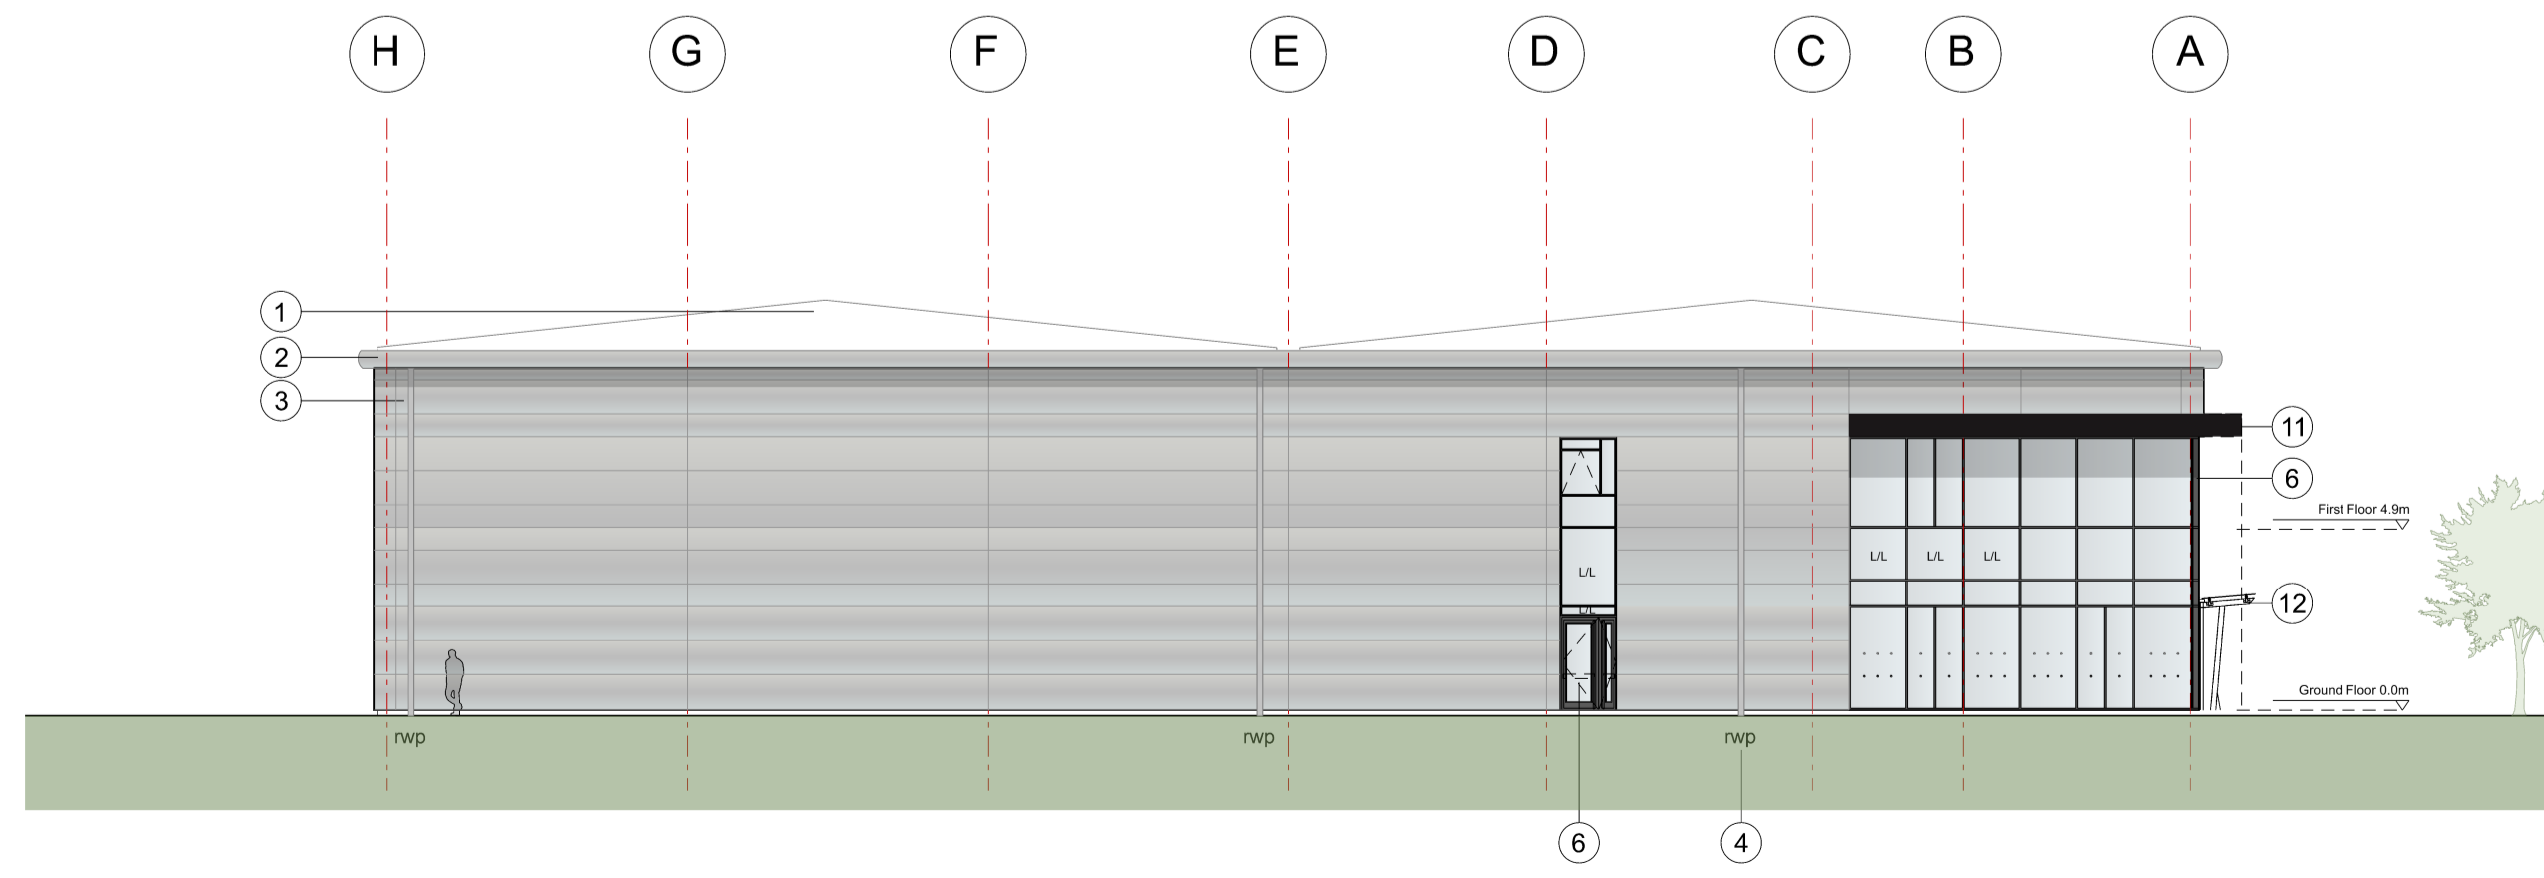 H G F E D C B A
1
2
3
11
6
First Floor 4.9m
L/L
L/L
L/L
L/L
L/L
12
Ground Floor 0.0m
rwp
rwp
rwp
6
4